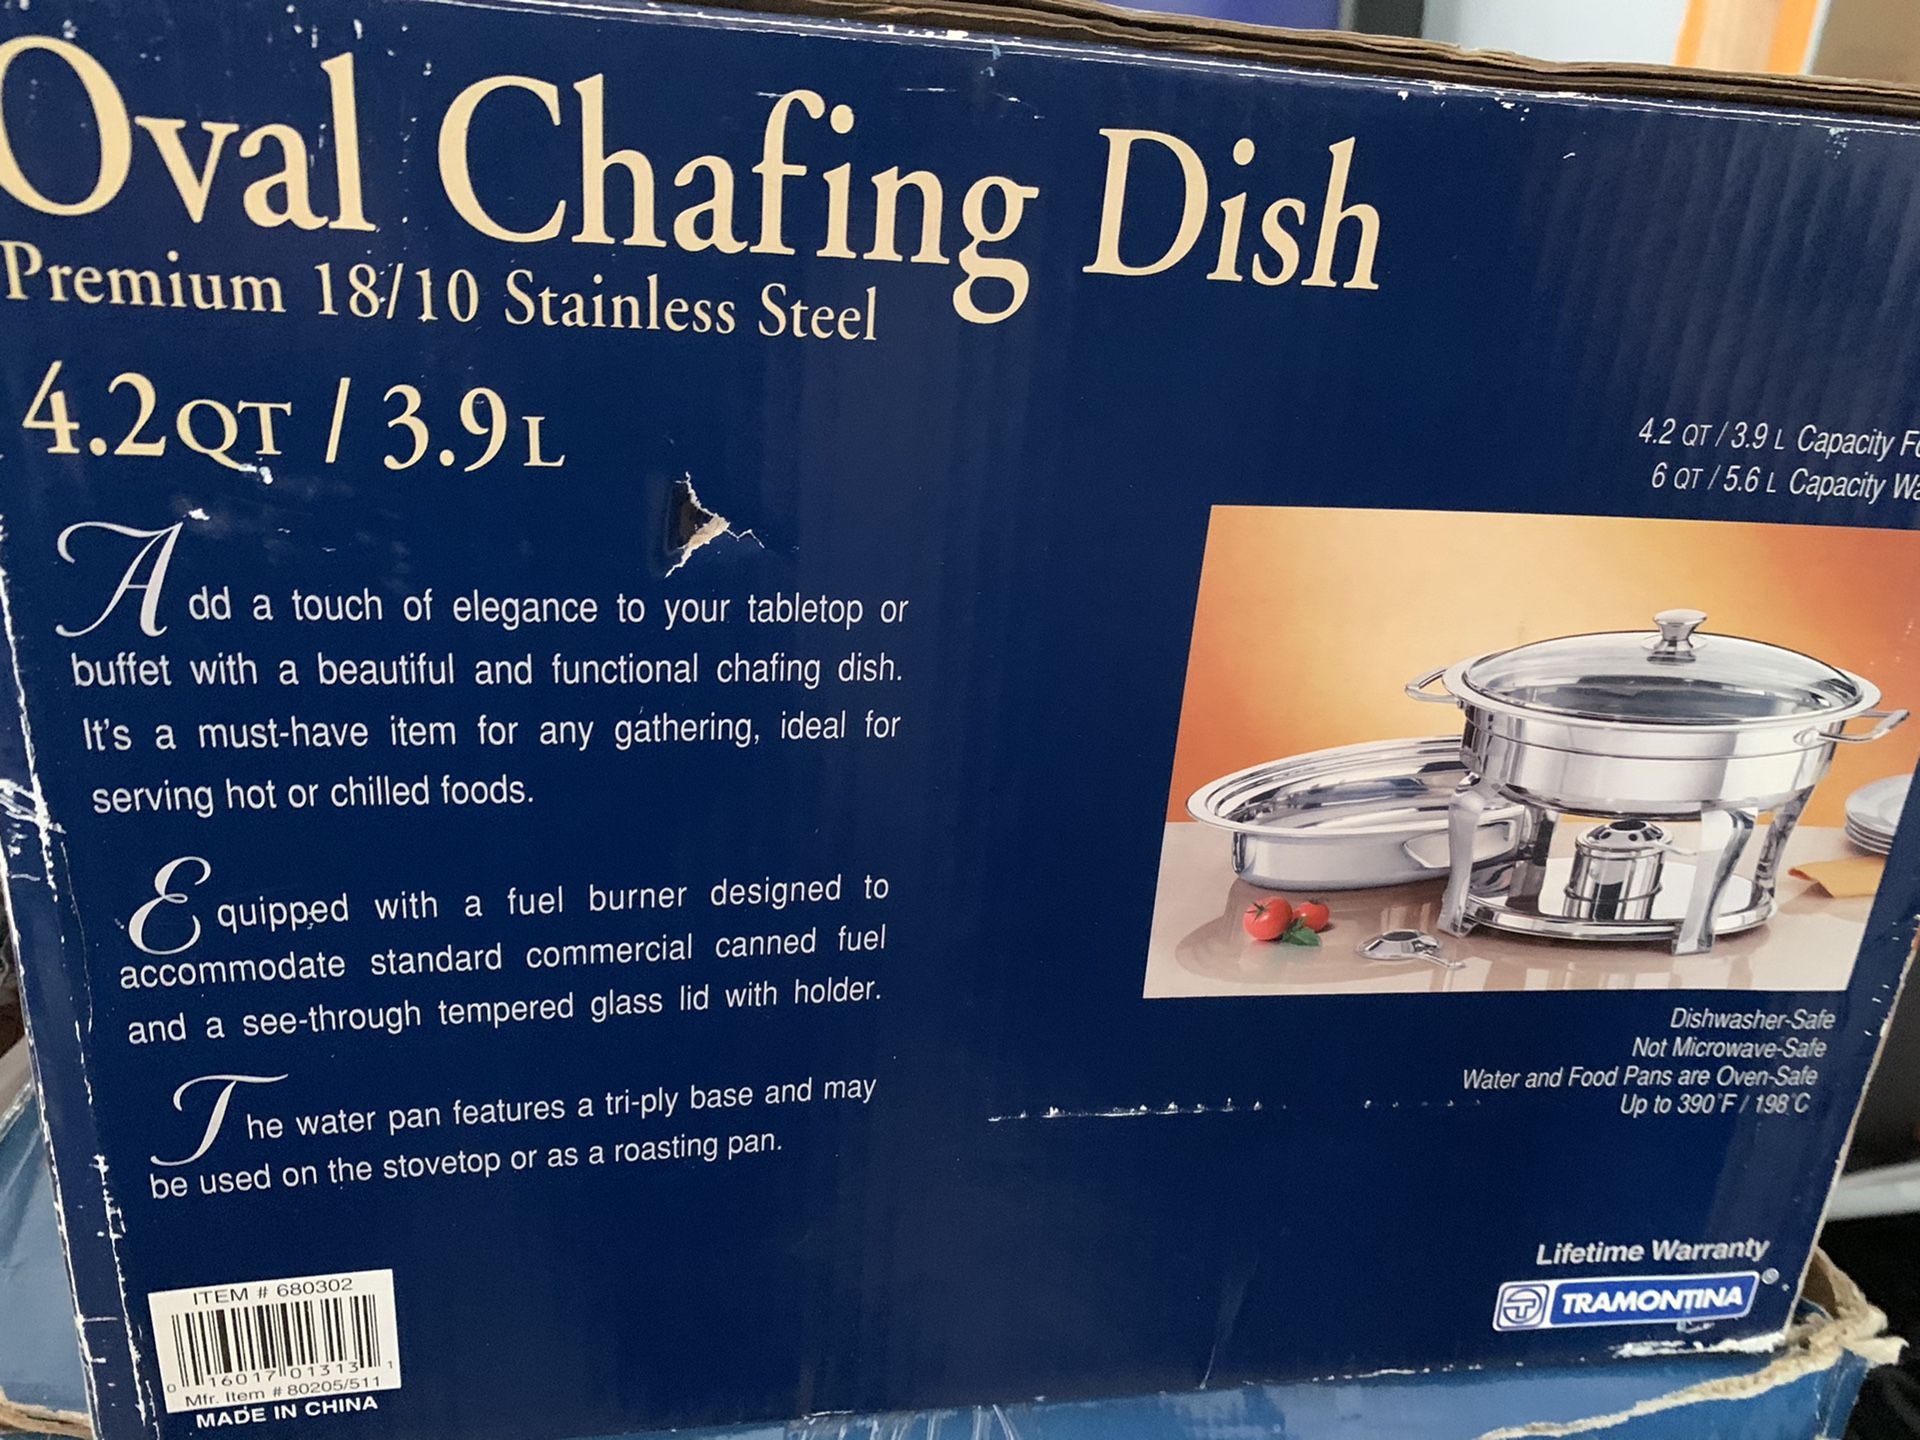 Oval Chafing Dish
Premium 18/10 Stainless Steel
4.2 QT / 3.9 L
Add a touch of elegance to your tabletop or
buffet with a beautiful and functional chafing dish.
It's a must-have item for any gathering, ideal for
serving hot or chilled foods.
Equipped with a fuel burner designed to
accommodate standard commercial canned fuel
and a see-through tempered glass lid with holder.
The water pan features a tri-ply base and may
be used on the stovetop or as a roasting pan.
4.2 QT / 3.9 L Capacity
6 QT / 5.6 L Capacity
Dishwasher-Safe
Not Microwave-Safe
Water and Food Pans are Oven-Safe
Up to 390°F / 198°C
Lifetime Warranty
TRAMONTINA®
ITEM # 680302
0 16017 01313 1
Mfr. Item # 80205/511
MADE IN CHINA